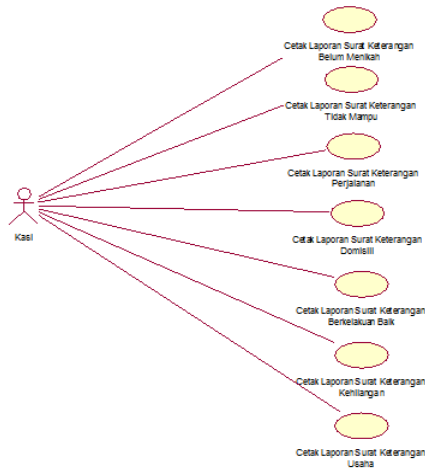 Cetak Laporan Surat Keterangan
Belum Menikah
Cetak Laporan Surat Keterangan
Tidak Mampu
Cetak Laporan Surat Keterangan
Perjalanan
Kasi
Cetak Laporan Surat Keterangan
Domisili
Cetak Laporan Surat Keterangan
Berkelakuan Baik
Cetak Laporan Surat Keterangan
Kehilangan
Cetak Laporan Surat Keterangan
Usaha